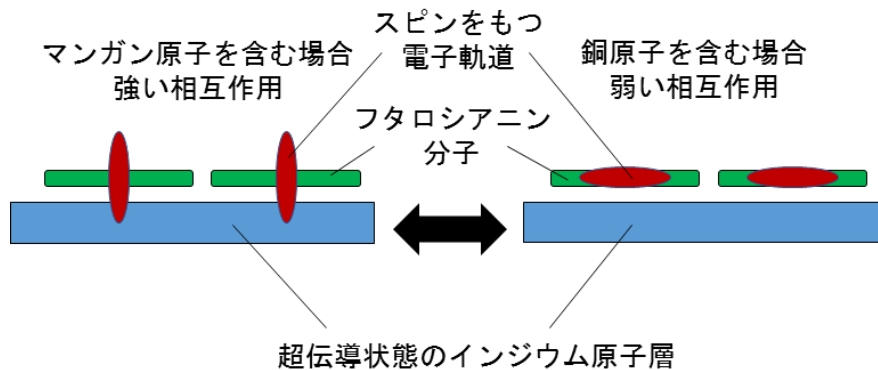 マンガン原子を含む場合
強い相互作用
スピンをもつ
電子軌道
銅原子を含む場合
弱い相互作用
フタロシアニン
分子
超伝導状態のインジウム原子層